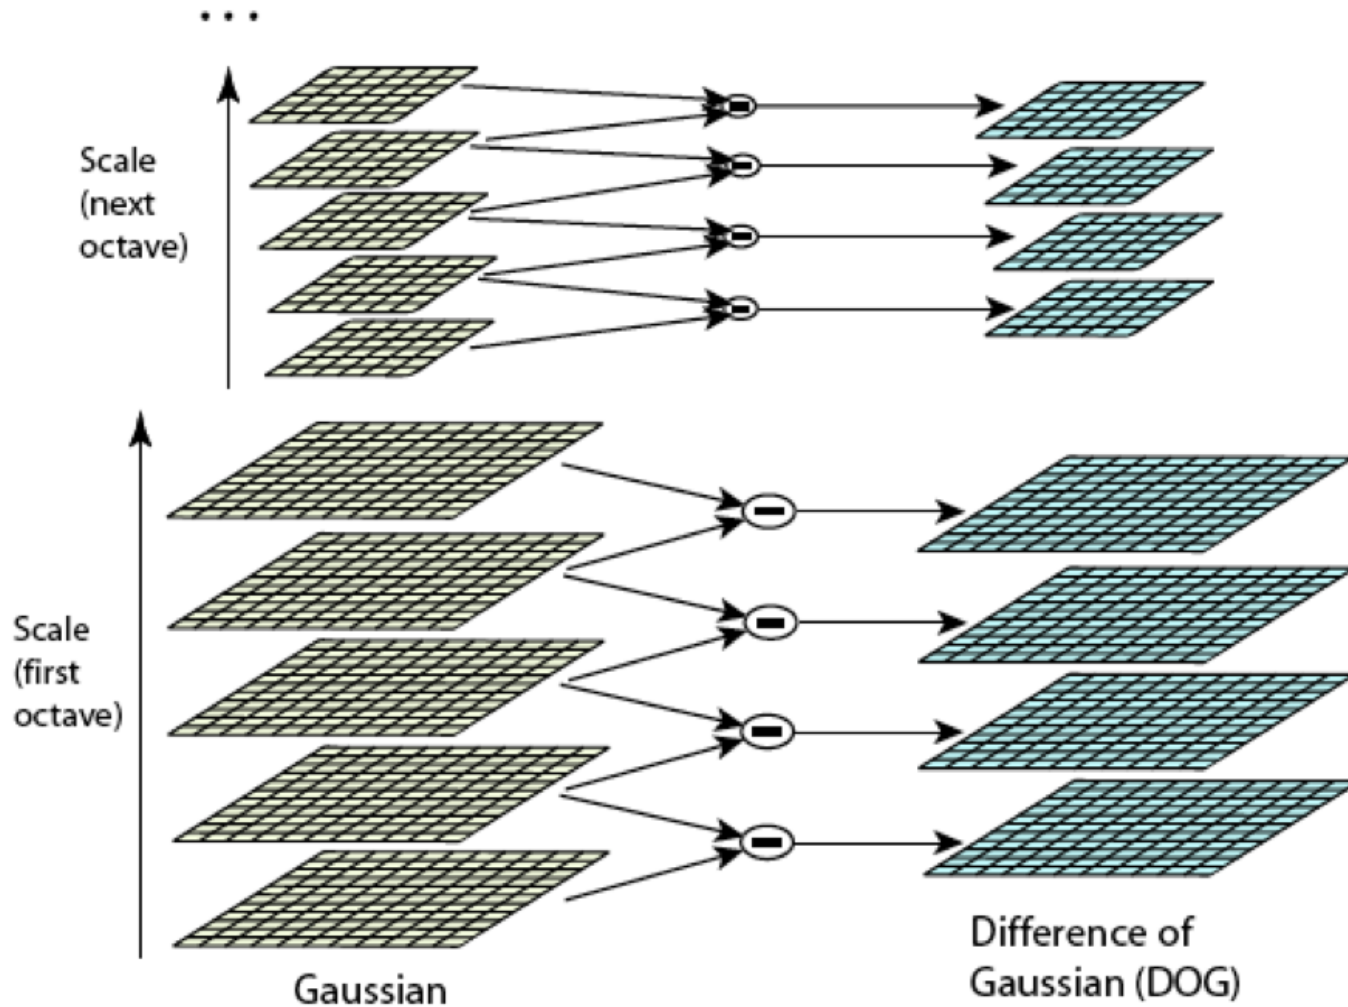 ...
Scale
(next
octave)
Scale
(first
octave)
Gaussian
Difference of
Gaussian (DOG)